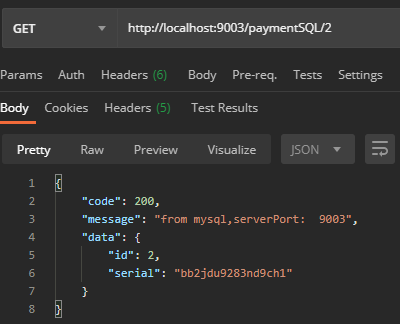 GET http://localhost:9003/paymentSQL/2
Params Auth Headers (6) Body Pre-req. Tests Settings
Body Cookies Headers (5) Test Results
Pretty Raw Preview Visualize JSON
1 {
2 "code": 200,
3 "message": "from mysql,serverPort:  9003",
4 "data": {
5 "id": 2,
6 "serial": "bb2jdu9283nd9ch1"
7 }
8 }